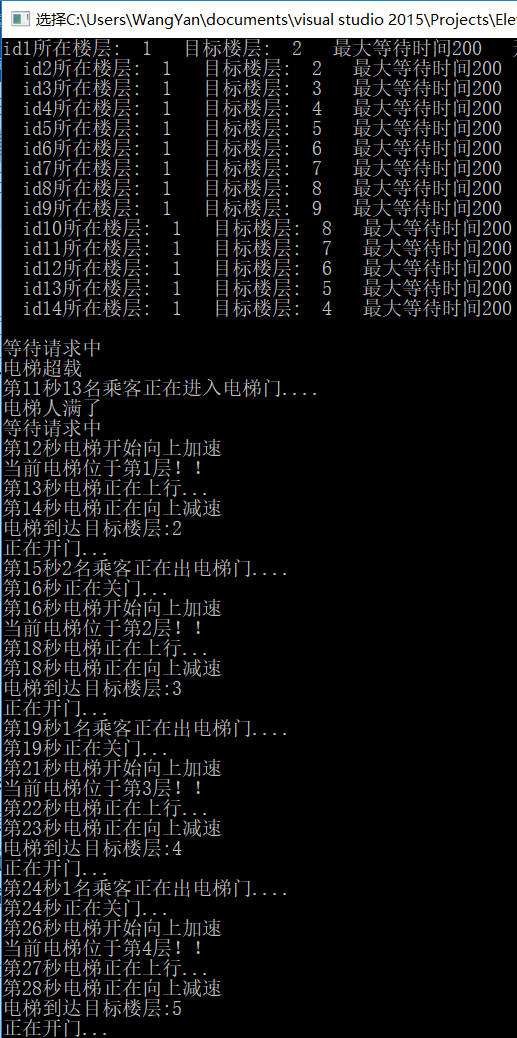 选择C:\Users\WangYan\documents\visual studio 2015\Projects\Ele
id1所在楼层: 1 目标楼层: 2 最大等待时间200
id2所在楼层: 1 目标楼层: 2 最大等待时间200
id3所在楼层: 1 目标楼层: 3 最大等待时间200
id4所在楼层: 1 目标楼层: 4 最大等待时间200
id5所在楼层: 1 目标楼层: 5 最大等待时间200
id6所在楼层: 1 目标楼层: 6 最大等待时间200
id7所在楼层: 1 目标楼层: 7 最大等待时间200
id8所在楼层: 1 目标楼层: 8 最大等待时间200
id9所在楼层: 1 目标楼层: 9 最大等待时间200
id10所在楼层: 1 目标楼层: 8 最大等待时间200
id11所在楼层: 1 目标楼层: 7 最大等待时间200
id12所在楼层: 1 目标楼层: 6 最大等待时间200
id13所在楼层: 1 目标楼层: 5 最大等待时间200
id14所在楼层: 1 目标楼层: 4 最大等待时间200
等待请求中
电梯超载
第11秒13名乘客正在进入电梯门....
电梯人满了
等待请求中
第12秒电梯开始向上加速
当前电梯位于第1层！！
第13秒电梯正在上行...
第14秒电梯正在向上减速
电梯到达目标楼层:2
正在开门...
第15秒2名乘客正在出电梯门....
第16秒正在关门...
第16秒电梯开始向上加速
当前电梯位于第2层！！
第18秒电梯正在上行...
第18秒电梯正在向上减速
电梯到达目标楼层:3
正在开门...
第19秒1名乘客正在出电梯门....
第19秒正在关门...
第21秒电梯开始向上加速
当前电梯位于第3层！！
第22秒电梯正在上行...
第23秒电梯正在向上减速
电梯到达目标楼层:4
正在开门...
第24秒1名乘客正在出电梯门....
第24秒正在关门...
第26秒电梯开始向上加速
当前电梯位于第4层！！
第27秒电梯正在上行...
第28秒电梯正在向上减速
电梯到达目标楼层:5
正在开门...